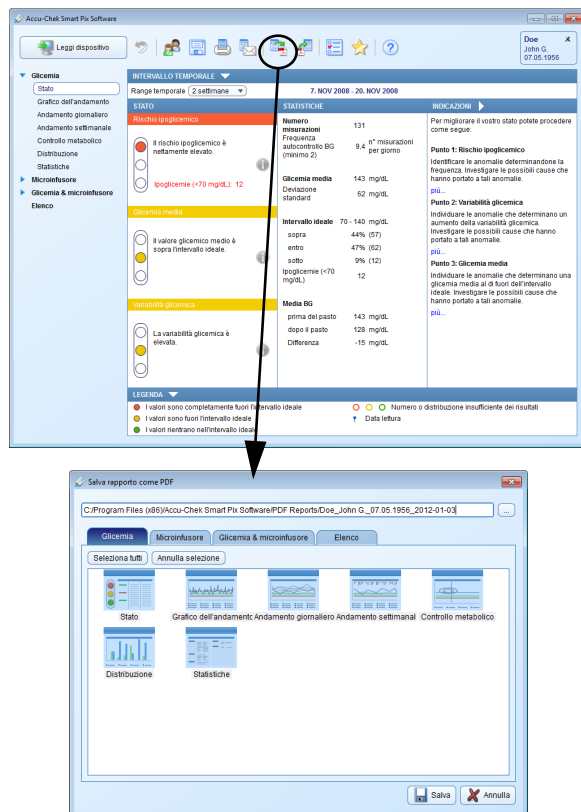 Accu-Chek Smart Pix Software
Leggi dispositivo
Doe
John G.
07.05.1956
Glicemia
Stato
Grafico dell'andamento
Andamento giornaliero
Andamento settimanale
Controllo metabolico
Distribuzione
Statistiche
Microinfusore
Glicemia & microinfusore
Elenco
INTERVALLO TEMPORALE
Range temporale 2 settimane 7. NOV 2008 - 20. NOV 2008
STATO
Rischio ipoglicemico
Il rischio ipoglicemico è
nettamente elevato.
Ipoglicemie (<70 mg/dL): 12
Glicemia media
Il valore glicemico medio è
sopra l'intervallo ideale.
Variabilità glicemica
La variabilità glicemica è
elevata.
STATISTICHE
Numero
misurazioni 131
Frequenza
autocontrollo BG
(minimo 2) 9,4 n° misurazioni
per giorno
Glicemia media 143 mg/dL
Deviazione
standard 62 mg/dL
Intervallo ideale 70 - 140 mg/dL
sopra 44% (57)
entro 47% (62)
sotto 9% (12)
Ipoglicemie (<70
mg/dL) 12
Media BG
prima del pasto 143 mg/dL
dopo il pasto 128 mg/dL
Differenza -15 mg/dL
INDICAZIONI
Per migliorare il vostro stato potete procedere
come segue:
Punto 1: Rischio ipoglicemico
Identificare le anomalie determinandone la
frequenza. Investigare le possibili cause che
hanno portato a tali anomalie.
più...
Punto 2: Variabilità glicemica
Individuare le anomalie che determinano un
aumento della variabilità glicemica.
Investigare le possibili cause che hanno
portato a tali anomalie.
più...
Punto 3: Glicemia media
Individuare le anomalie che determinano una
glicemia media al di fuori dell'intervallo
ideale. Investigare le possibili cause che
hanno portato a tali anomalie.
più...
LEGENDA
I valori sono completamente fuori l'intervallo ideale
I valori sono fuori l'intervallo ideale
I valori rientrano nell'intervallo ideale
Numero o distribuzione insufficiente dei risultati
Data lettura
Salva rapporto come PDF
C:/Program Files (x86)/Accu-Chek Smart Pix Software/PDF Reports/Doe_John G._07.05.1956_2012-01-03
...
Glicemia Microinfusore Glicemia & microinfusore Elenco
Seleziona tutti Annulla selezione
Stato Grafico dell'andamento Andamento giornaliero Andamento settimanal Controllo metabolico
Distribuzione Statistiche
Salva Annulla